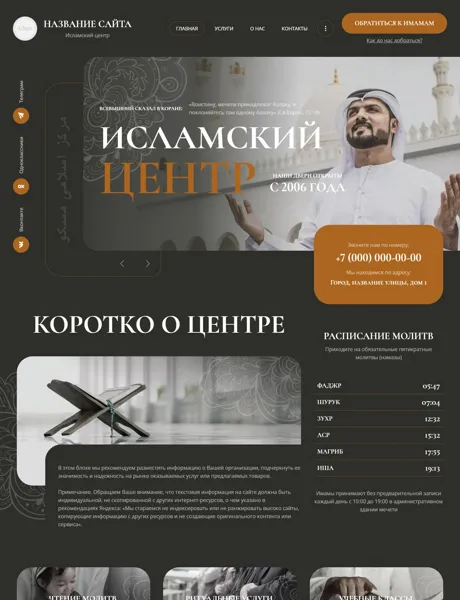 НАЗВАНИЕ САЙТА
Исламский центр
ГЛАВНАЯ
УСЛУГИ
О НАС
КОНТАКТЫ
ОБРАТИТЬСЯ К ИМАМАМ
Как до нас добраться?
Телеграм
Одноклассники
Вконтакте
ВСЕВЫШНИЙ СКАЗАЛ В КОРАНЕ:
«Воистину, мечети принадлежат Аллаху, и
поклоняйтесь там одному Аллаху»
ИСЛАМСКИЙ
ЦЕНТР
НАШИ ДВЕРИ ОТКРЫТЫ
С 2006 ГОДА
Звоните нам по номеру:
+7 (000) 000-00-00
Мы находимся по адресу:
Город, название улицы, дом 1
КОРОТКО О ЦЕНТРЕ
В этом блоке мы рекомендуем разместить информацию о Вашей организации, подчеркнуть ее
значимость и надежность на рынке оказываемых услуг или предлагаемых товаров.
Примечание. Обращаем Ваше внимание, что текстовая информация на сайте должна быть
индивидуальной, не скопированной с других интернет-ресурсов, о чем указано в
рекомендациях Яндекса: «Мы стараемся не индексировать или не ранжировать высоко сайты,
копирующие информацию с других ресурсов и не создающие оригинального контента или
сервиса».
РАСПИСАНИЕ МОЛИТВ
Приходите на обязательные пятикратные
молитвы (намазы)
ФАДЖР 05:47
ШУРУК 07:04
ЗУХР 12:32
АСР 15:32
МАГРИБ 17:55
ИША 19:13
Имамы принимают без предварительной записи
каждый день с 10:00 до 19:00 в административном
здании мечети
ЧТЕНИЕ МОЛИТВ
РИТУАЛЬНЫЕ УСЛУГИ
УЧЕБНЫЕ КЛАССЫ